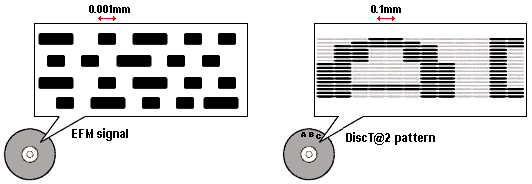 0.001mm
0.1mm
EFM signal
A B C
DiscT@2 pattern